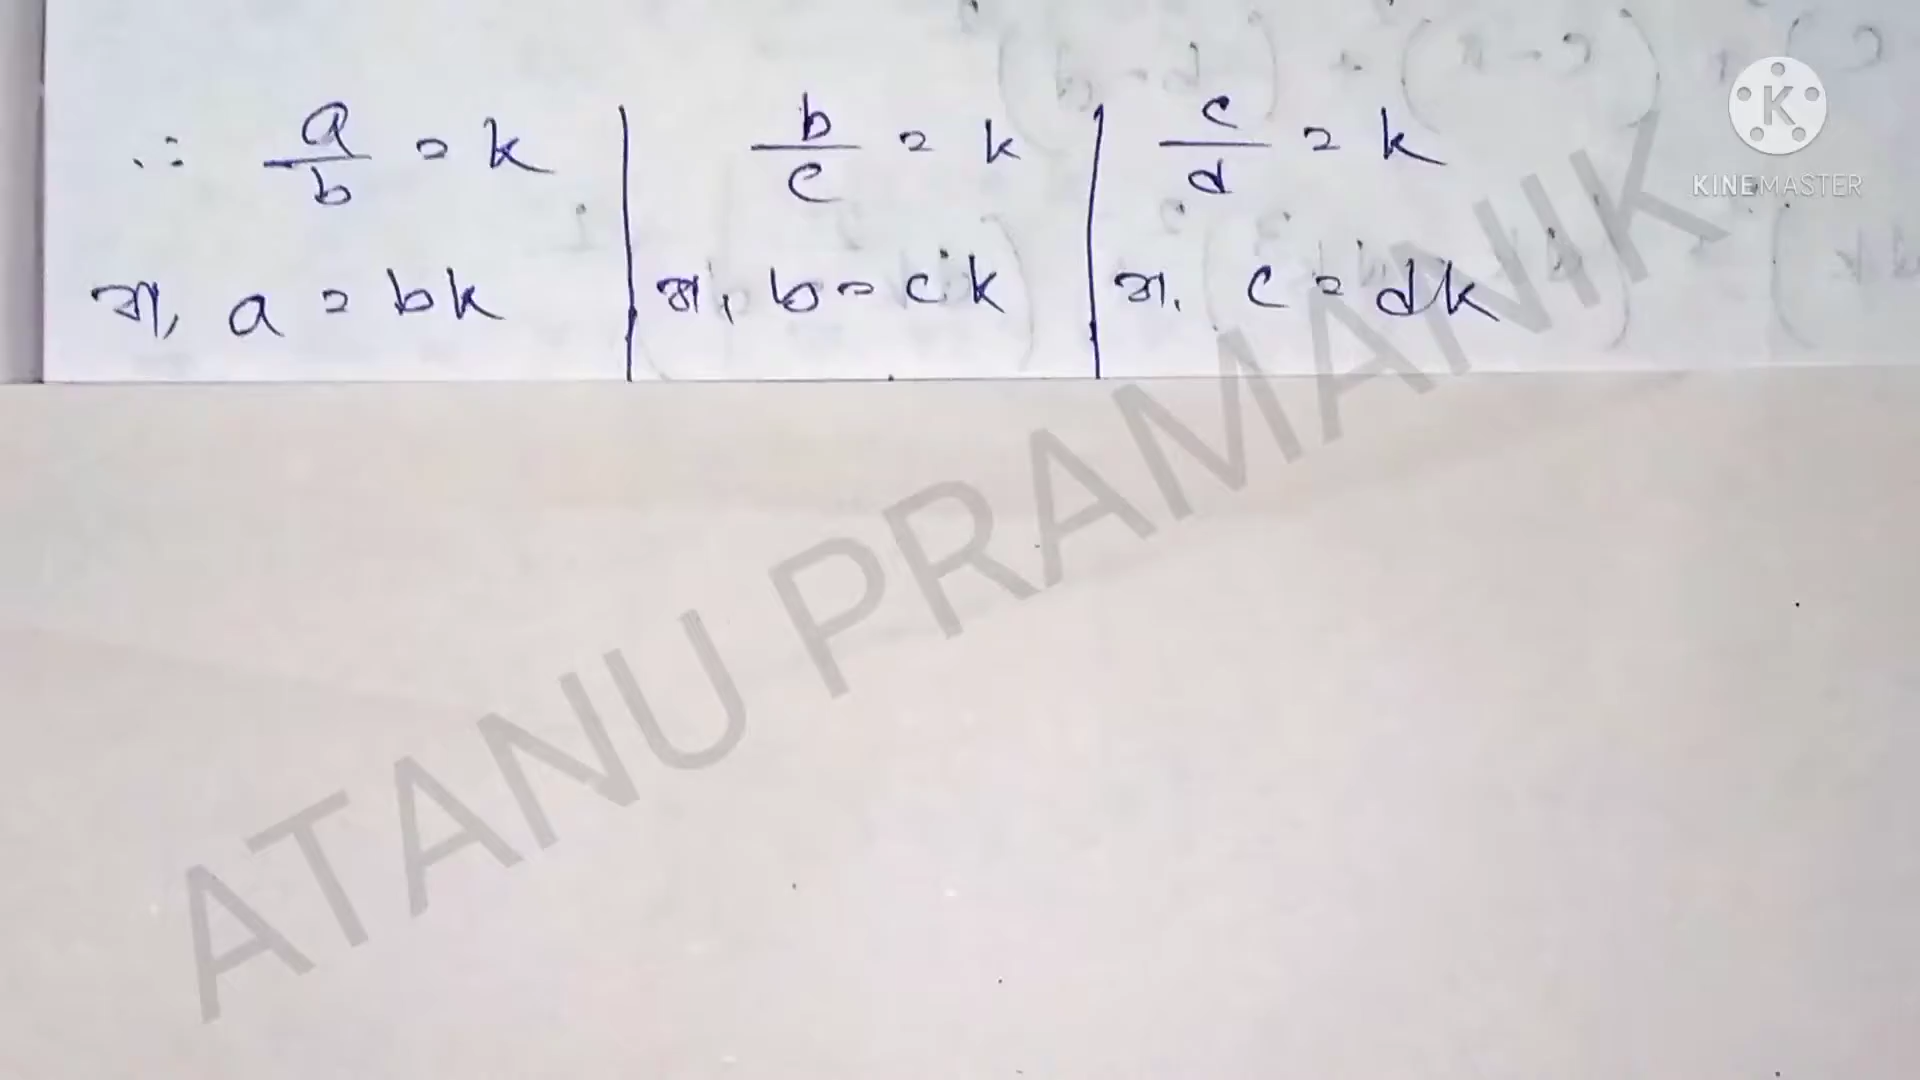 ∴ a/b = k | b/c = k | c/d = k
বা, a = bk | বা, b = ck | বা, c = dk
KINEMASTER
ATANU PRAMANIK